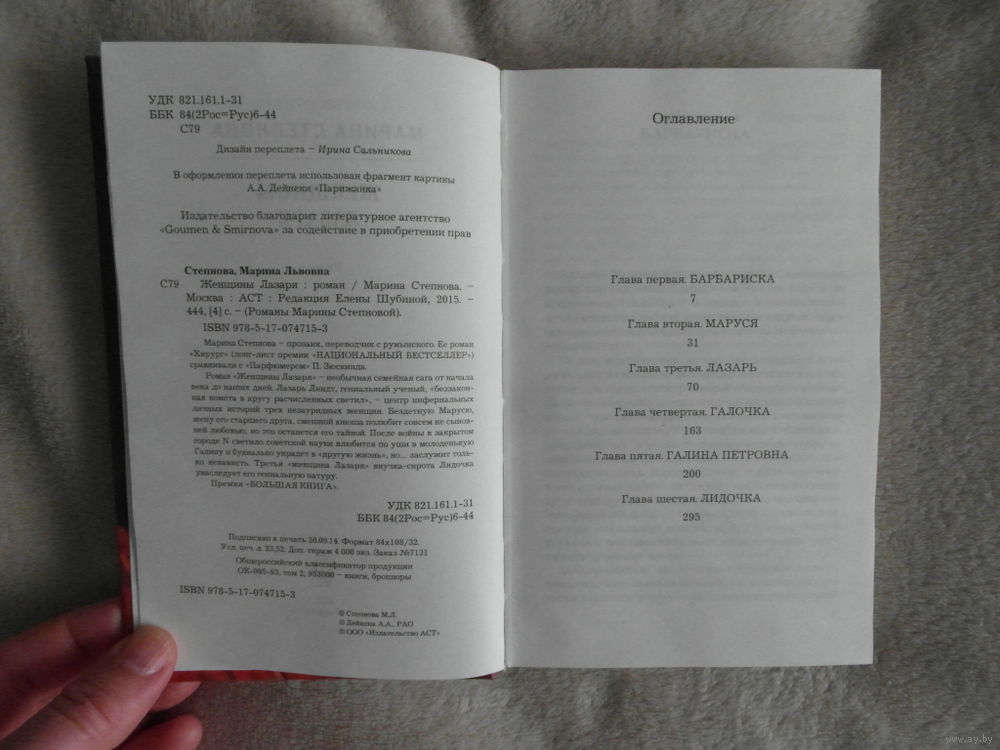 УДК 821.161.1-31
ББК 84(2Рос=Рус)6-44
С79
Дизайн переплета – Ирина Сальникова
В оформлении переплета использован фрагмент картины
А.А. Дейнеки «Парижанка»
Издательство благодарит литературное агентство
«Goumen & Smirnova» за содействие в приобретении прав
Степнова, Марина Львовна
С79 Женщины Лазаря : роман / Марина Степнова. –
Москва : АСТ : Редакция Елены Шубиной, 2015. –
444, [4] с. – (Романы Марины Степновой).
ISBN 978-5-17-074715-3
Марина Степнова – прозаик, переводчик с румынского. Ее роман
«Хирург» (лонг-лист премии «НАЦИОНАЛЬНЫЙ БЕСТСЕЛЛЕР»)
сравнивали с «Парфюмером» П. Зюскинда.
Роман «Женщины Лазаря» – необычная семейная сага от начала
века до наших дней. Лазарь Линдт, гениальный ученый, «беззакон-
ная комета в кругу расчисленных светил», – центр инфернальных
личных историй трех незаурядных женщин. Бездетную Марусю,
жену его старшего друга, смешной юноша полюбит совсем не сынов-
ней любовью, но это останется его тайной. После войны в закрытом
городе N светило советской науки влюбится по уши в молоденькую
Галину и буквально украдет в «другую жизнь», но... заслужит толь-
ко ненависть. Третья «женщина Лазаря» внучка-сирота Лидочка
унаследует его гениальную натуру.
Премия «БОЛЬШАЯ КНИГА».
УДК 821.161.1-31
ББК 84(2Рос=Рус)6-44
Подписано в печать 30.09.14. Формат 84х108/32.
Усл. печ. л. 23,52. Доп. тираж 4 000 экз. Заказ №7131
Общероссийский классификатор продукции
ОК-005-93, том 2; 953000 – книги, брошюры
ISBN 978-5-17-074715-3
© Степнова М.Л.
© Дейнека А.А., РАО
© ООО «Издательство АСТ»
Оглавление
Глава первая. БАРБАРИСКА
7
Глава вторая. МАРУСЯ
31
Глава третья. ЛАЗАРЬ
70
Глава четвертая. ГАЛОЧКА
163
Глава пятая. ГАЛИНА ПЕТРОВНА
200
Глава шестая. ЛИДОЧКА
295
www.ay.by